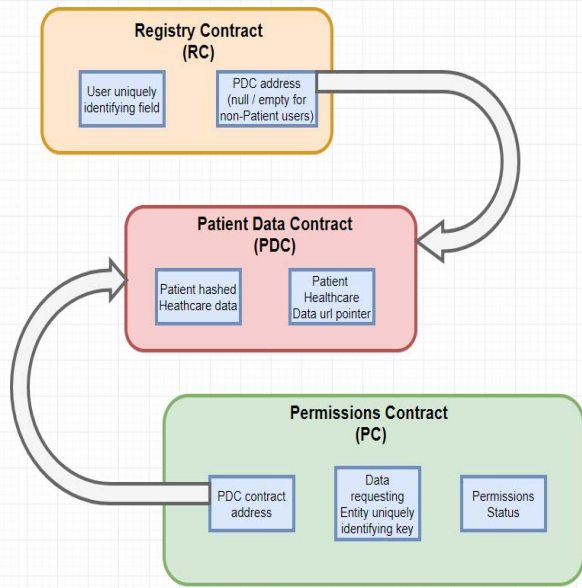 Registry Contract
(RC)
User uniquely
identifying field
PDC address
(null / empty for
non-Patient users)
Patient Data Contract
(PDC)
Patient hashed
Heathcare data
Patient
Healthcare
Data url pointer
Permissions Contract
(PC)
PDC contract
address
Data
requesting
Entity uniquely
identifying key
Permissions
Status